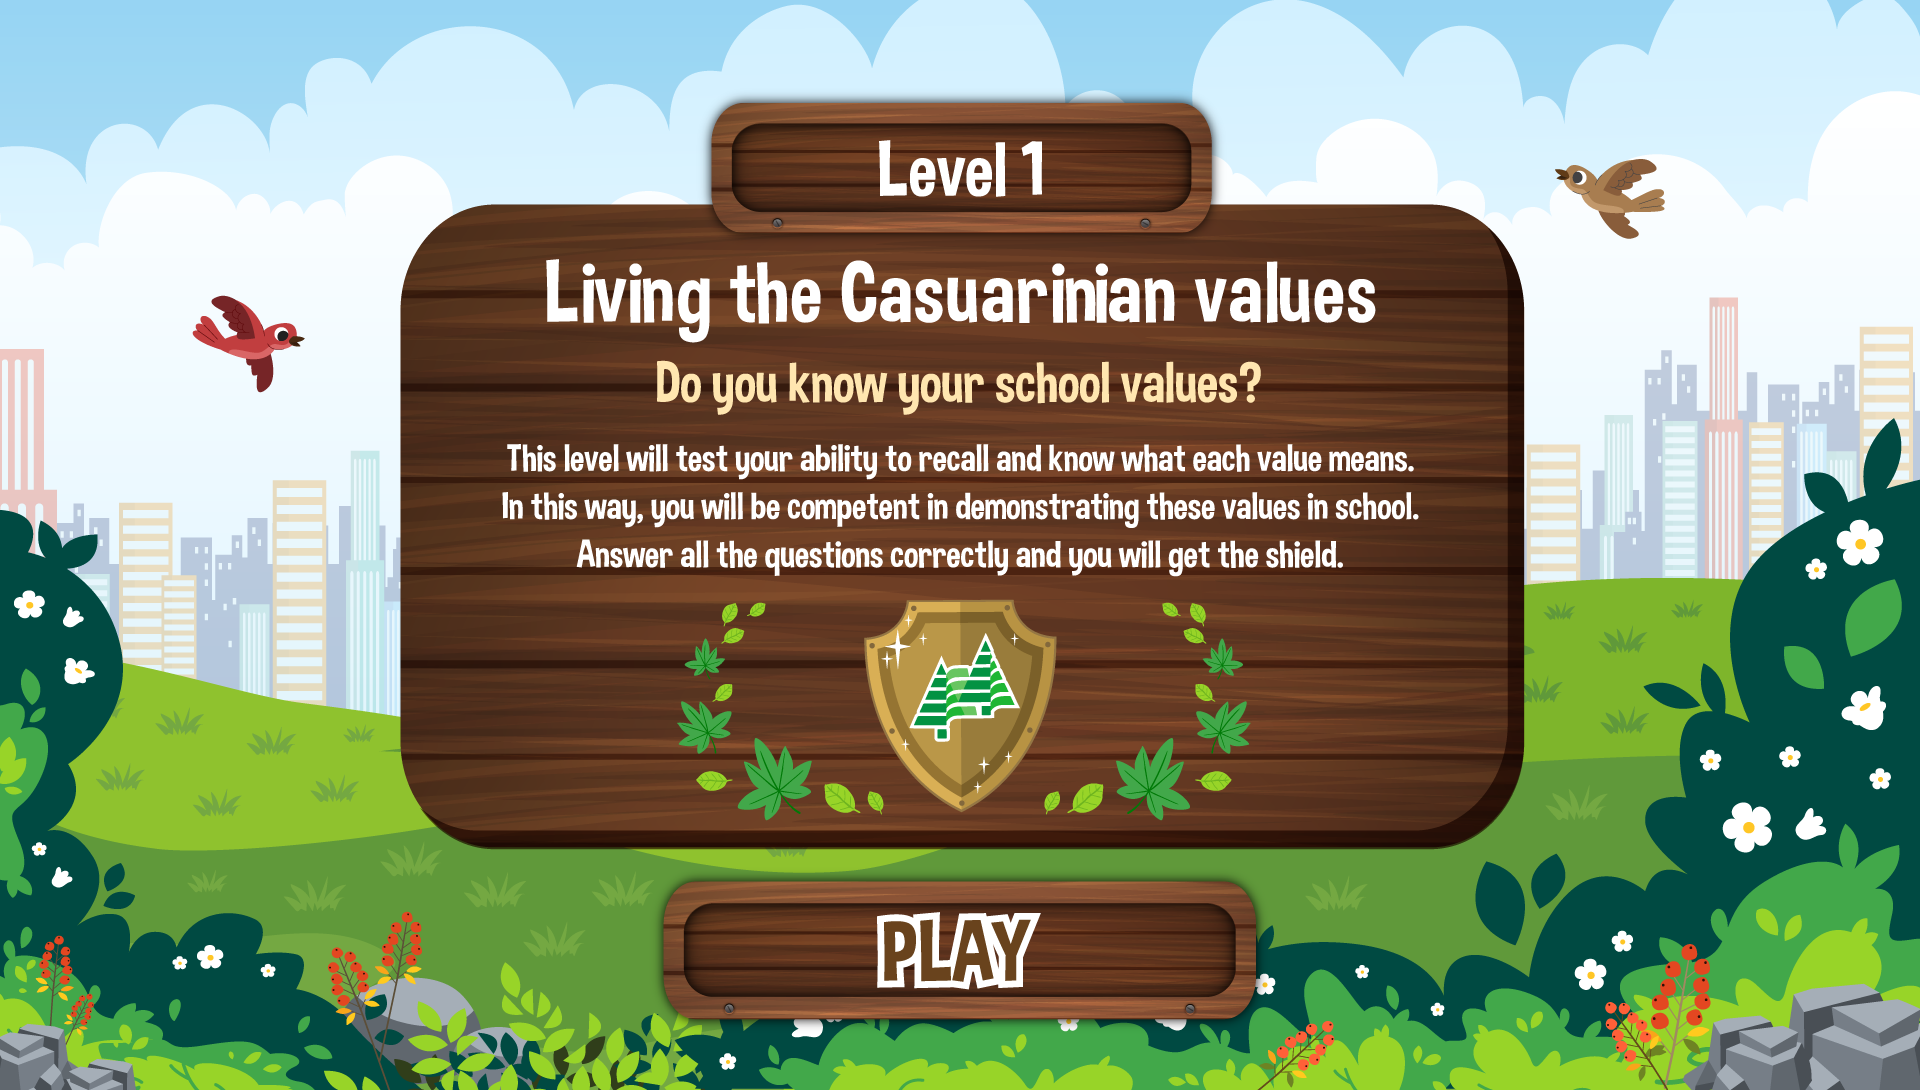 Level 1
Living the Casuarinian values
Do you know your school values?
This level will test your ability to recall and know what each value means.
In this way, you will be competent in demonstrating these values in school.
Answer all the questions correctly and you will get the shield.
PLAY